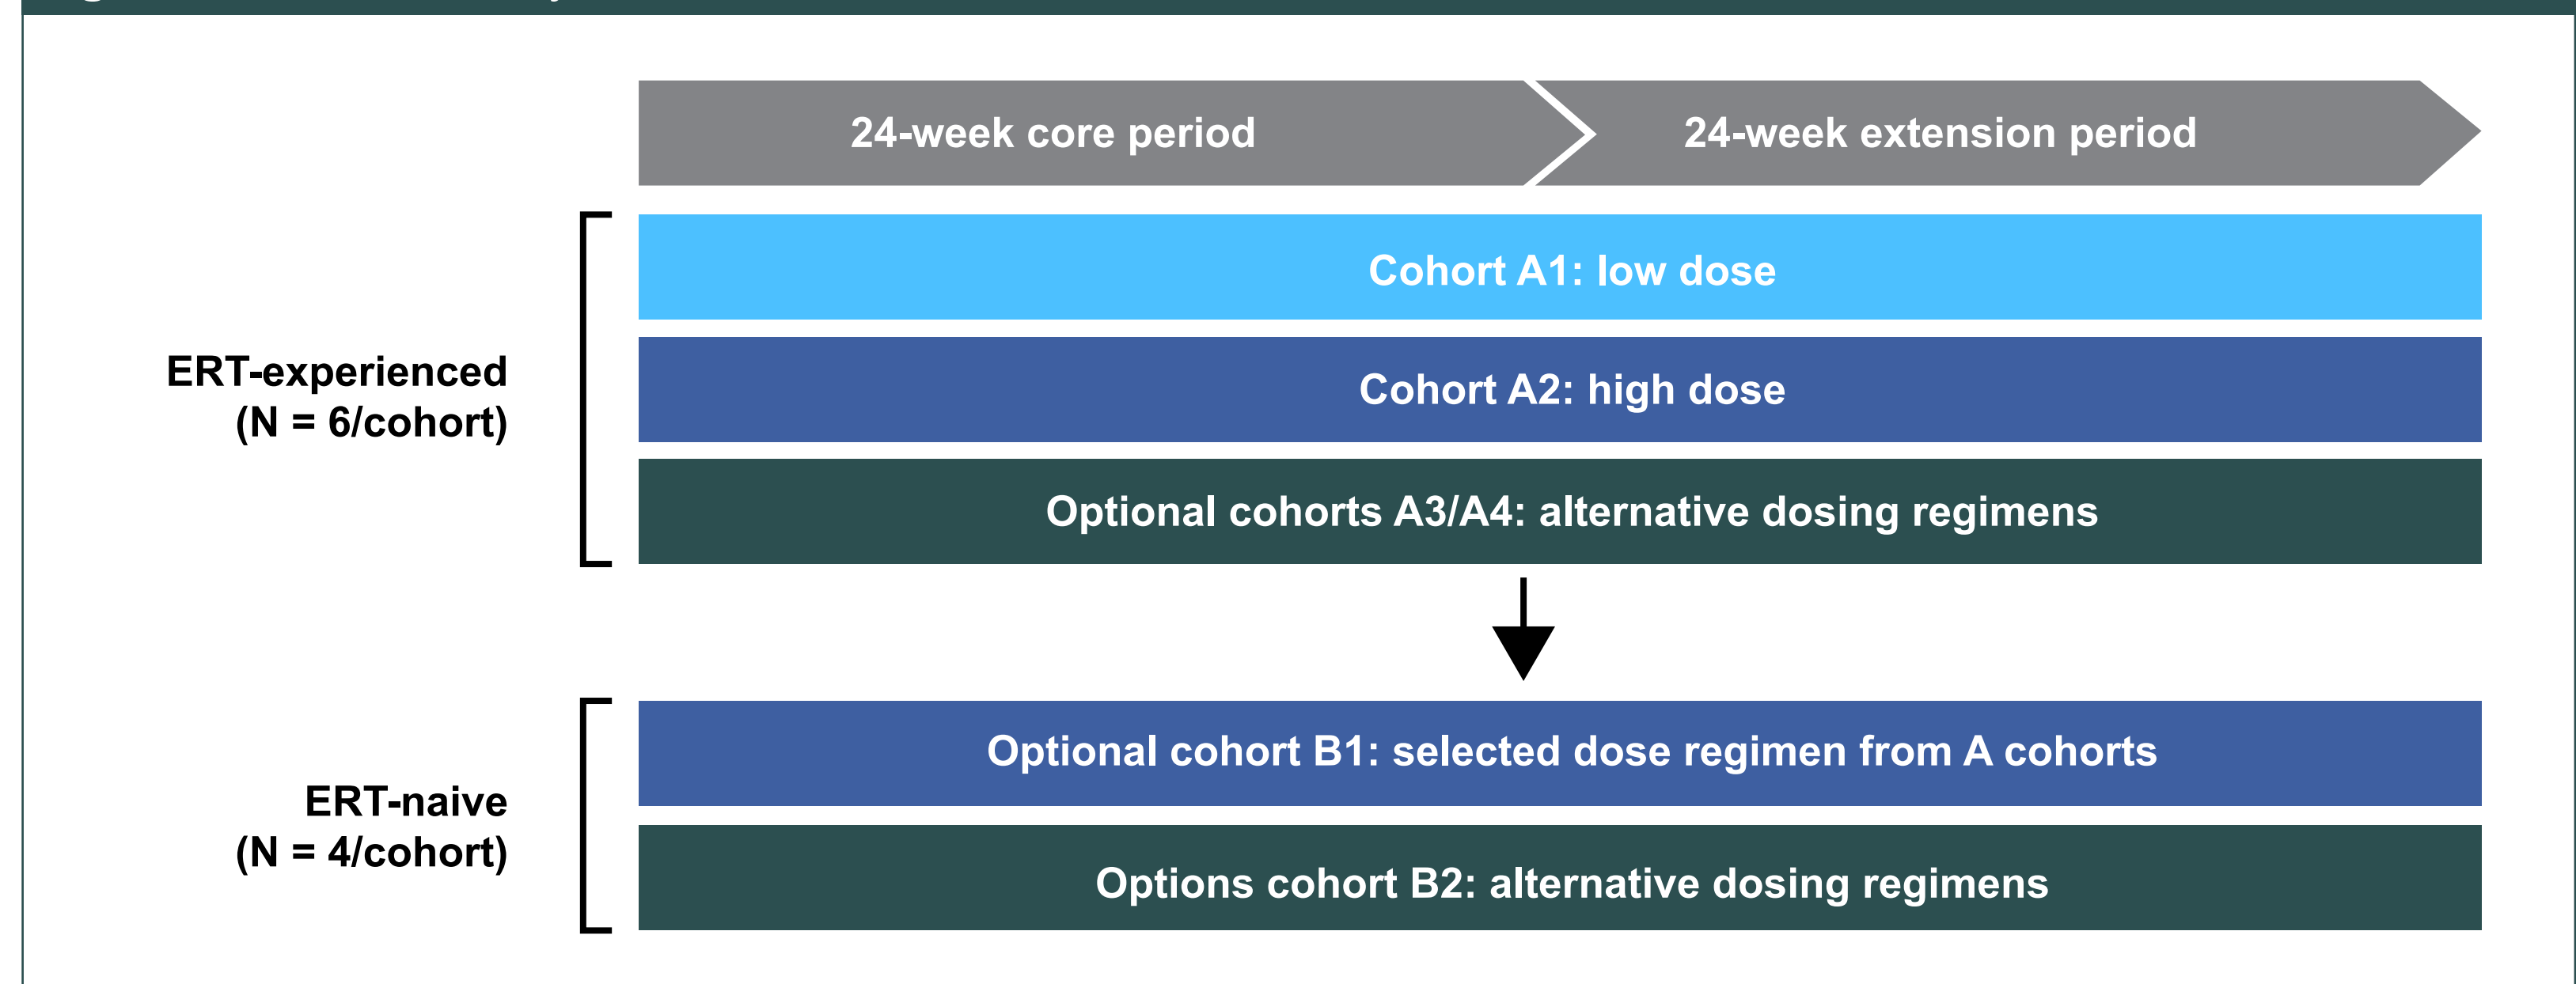 24-week core period
24-week extension period
Cohort A1: low dose
ERT-experienced
(N = 6/cohort)
Cohort A2: high dose
Optional cohorts A3/A4: alternative dosing regimens
Optional cohort B1: selected dose regimen from A cohorts
ERT-naive
(N = 4/cohort)
Options cohort B2: alternative dosing regimens